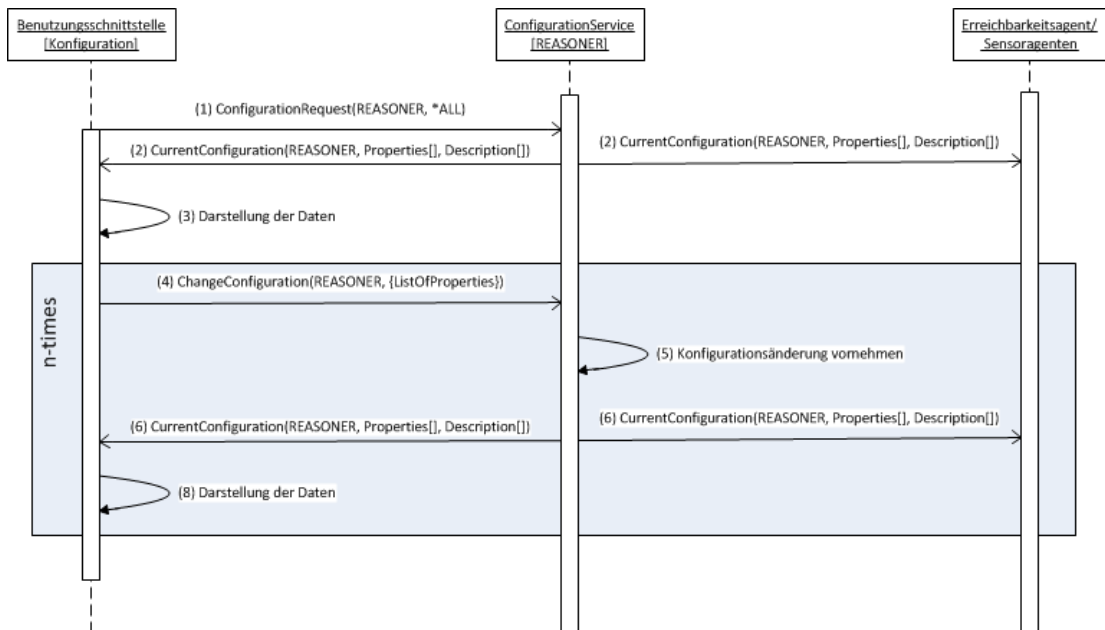 Benutzungsschnittstelle
[Konfiguration]
ConfigurationService
[REASONER]
Erreichbarkeitsagent/
Sensoragenten
(1) ConfigurationRequest(REASONER, *ALL)
(2) CurrentConfiguration(REASONER, Properties[], Description[])
(2) CurrentConfiguration(REASONER, Properties[], Description[])
(3) Darstellung der Daten
n-times
(4) ChangeConfiguration(REASONER, {ListOfProperties})
(5) Konfigurationsänderung vornehmen
(6) CurrentConfiguration(REASONER, Properties[], Description[])
(6) CurrentConfiguration(REASONER, Properties[], Description[])
(8) Darstellung der Daten